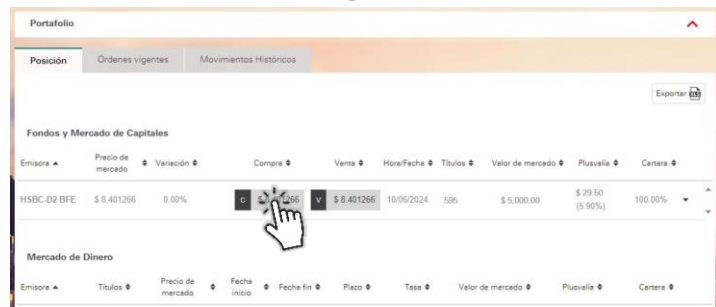 Portafolio
Posición Órdenes vigentes Movimientos Históricos
Exportar
Fondos y Mercado de Capitales
Emisora Precio de mercado Variación Compra Venta Hora/Fecha Títulos Valor de mercado Plusvalía Cartera
HSBC-D2 BFE $ 8.401266 0.00% C V $ 8.401266 10/06/2024 595 $ 5,000.00 $ 29.50 (5.90%) 100.00%
Mercado de Dinero
Emisora Títulos Precio de mercado Fecha inicio Fecha fin Plazo Tasa Valor de mercado Plusvalía Cartera